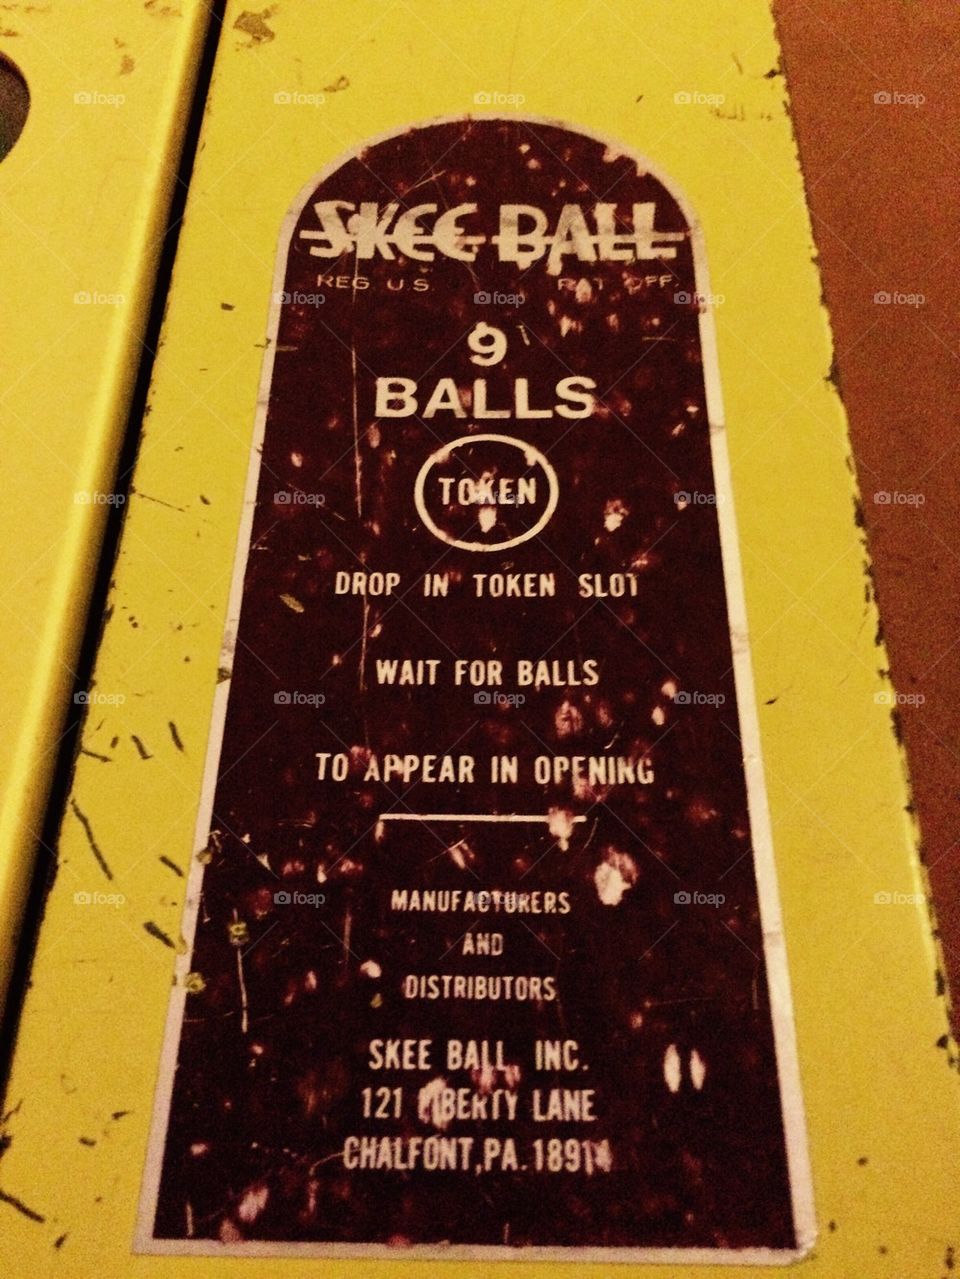 SKEE BALL
REG U.S. PAT OFF
9
BALLS
TOKEN
DROP IN TOKEN SLOT
WAIT FOR BALLS
TO APPEAR IN OPENING
MANUFACTURERS
AND
DISTRIBUTORS
SKEE BALL, INC.
121 LIBERTY LANE
CHALFONT, PA. 18914